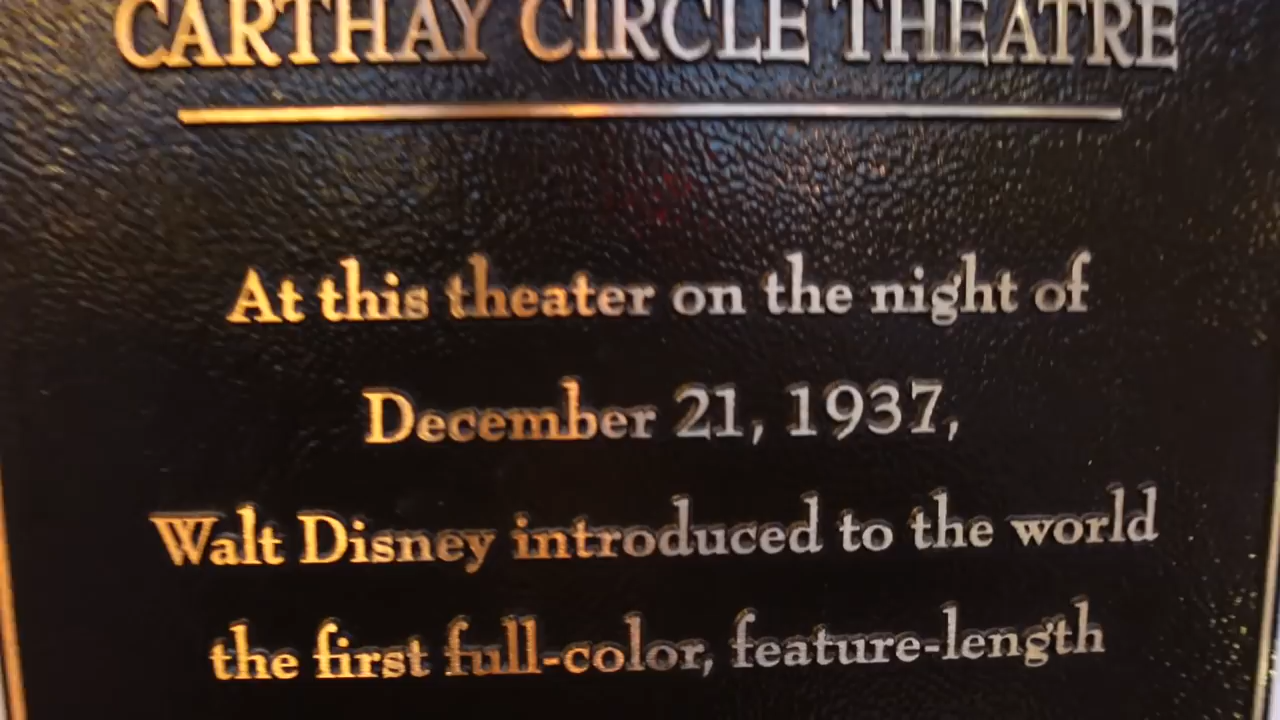 CARTHAY CIRCLE THEATRE
At this theater on the night of
December 21, 1937,
Walt Disney introduced to the world
the first full-color, feature-length